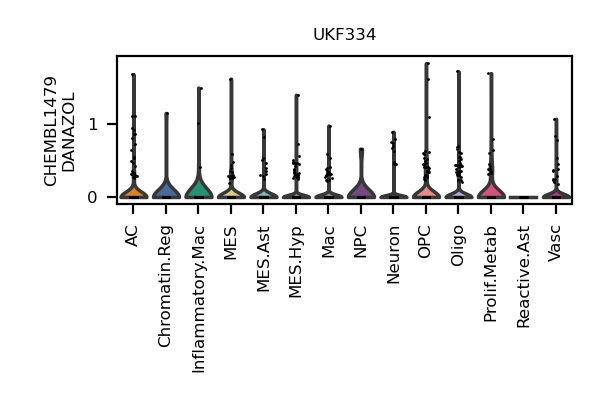 UKF334
CHEMBL1479
DANAZOL
1
0
AC
Chromatin.Reg
Inflammatory.Mac
MES
MES.Ast
MES.Hyp
Mac
NPC
Neuron
OPC
Oligo
Prolif.Metab
Reactive.Ast
Vasc